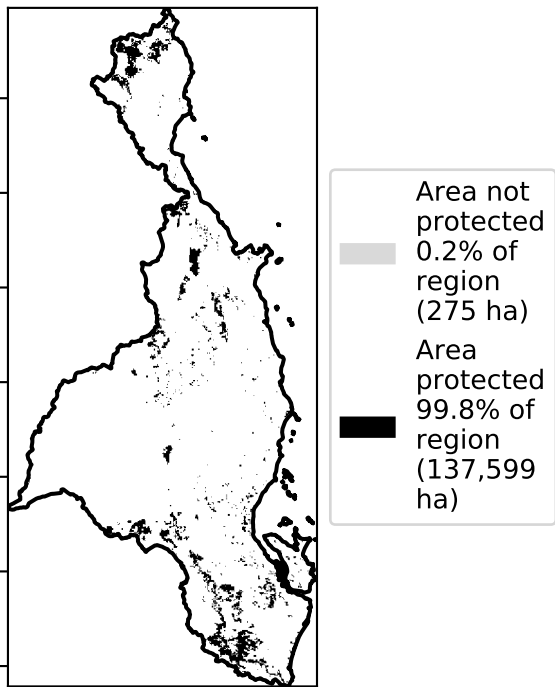 Area not
protected
0.2% of
region
(275 ha)
Area
protected
99.8% of
region
(137,599
ha)